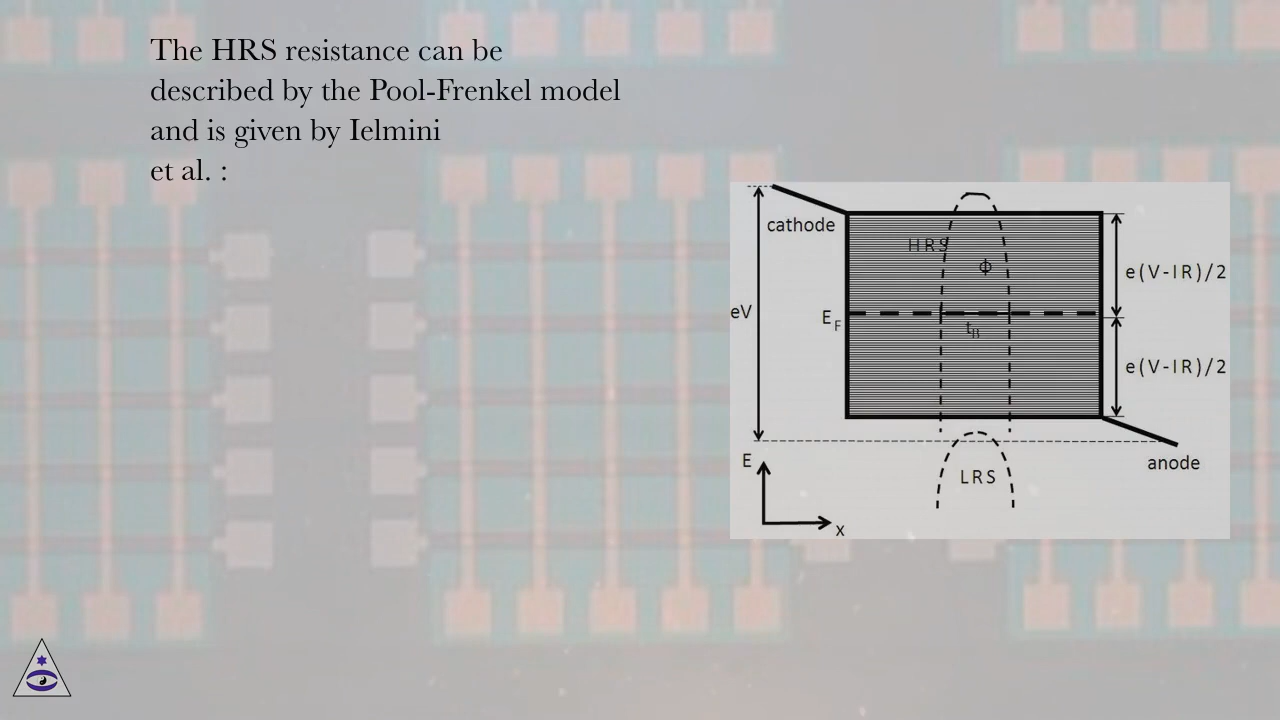 The HRS resistance can be
described by the Pool-Frenkel model
and is given by Ielmini
et al. :
cathode
HRS
Φ
e(V-IR)/2
eV
E F
t R
e(V-IR)/2
E
LRS
anode
x